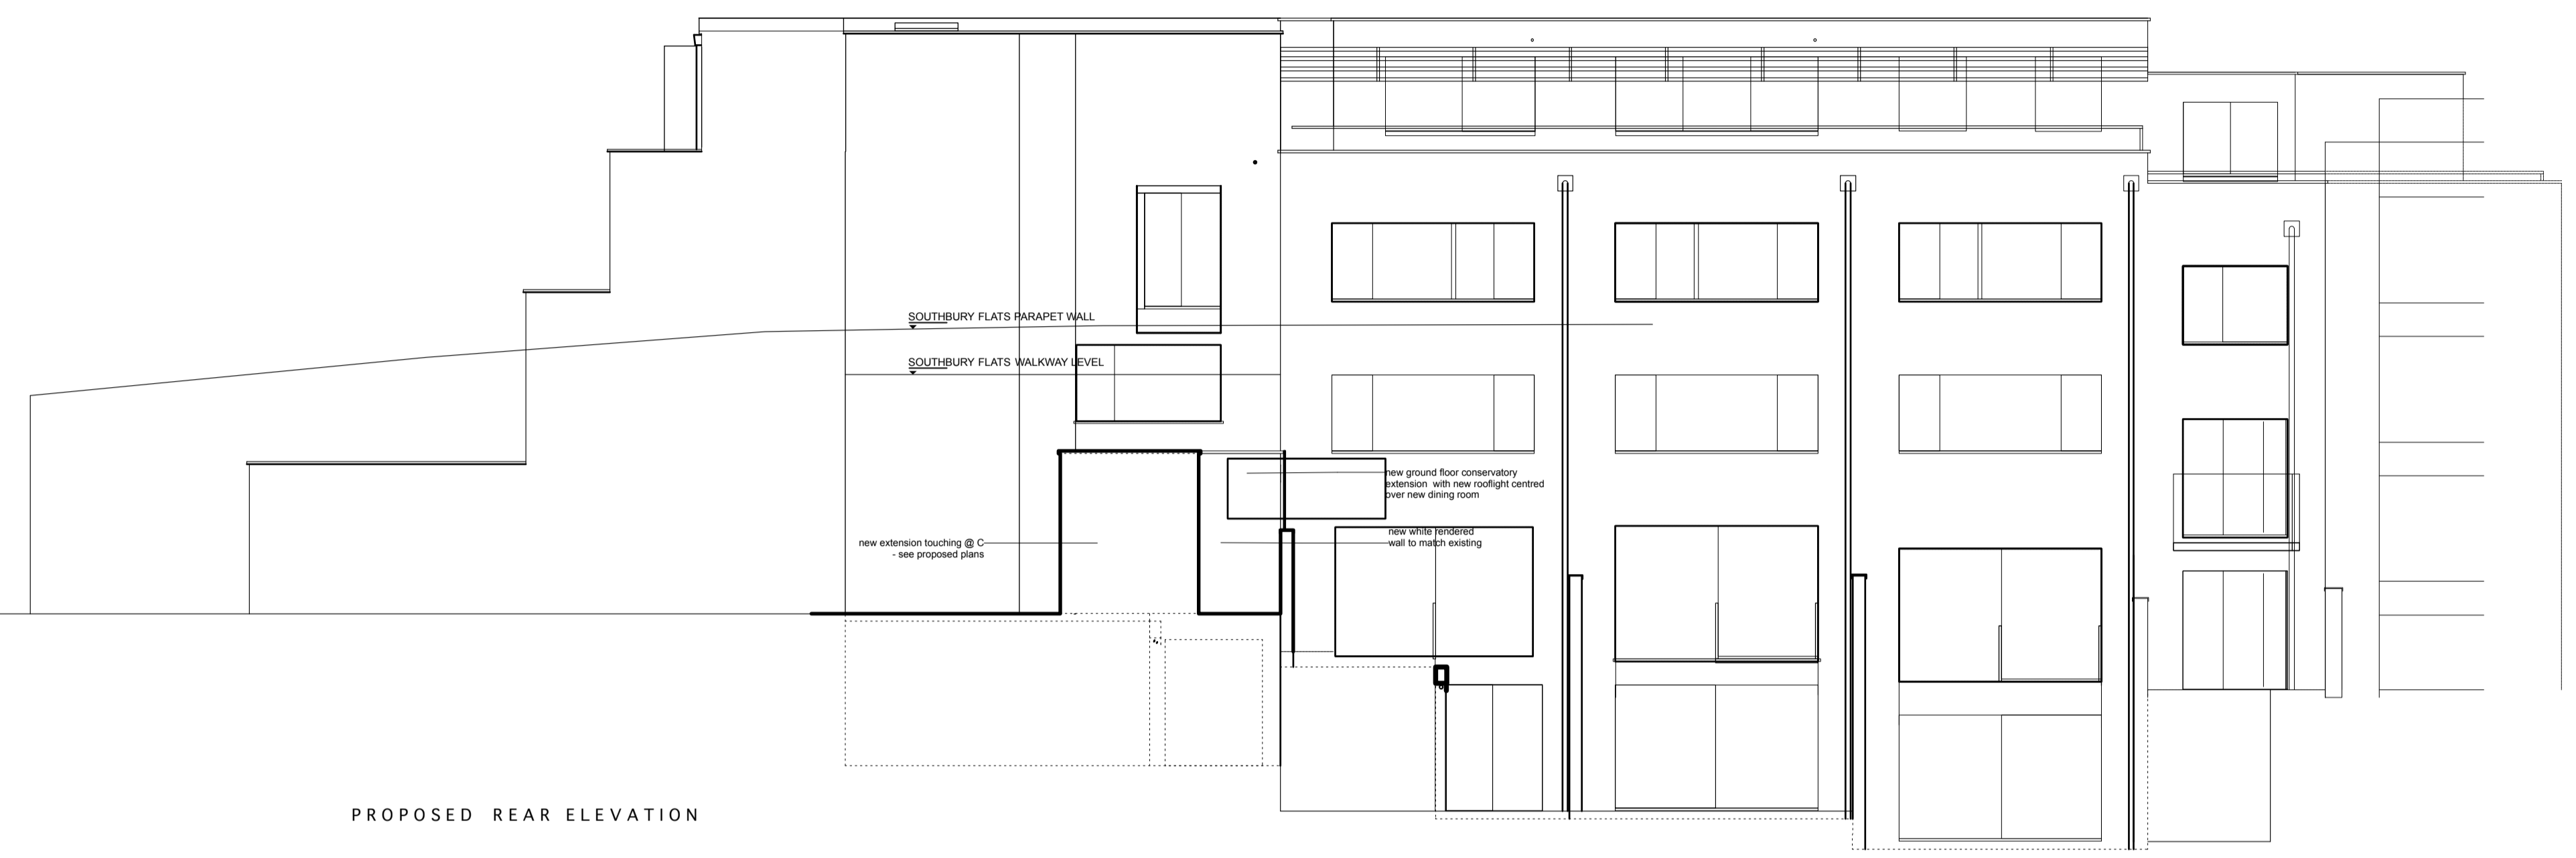 SOUTHBURY FLATS PARAPET WALL
SOUTHBURY FLATS WALKWAY LEVEL
new ground floor conservatory
extension with new rooflight centred
over new dining room
new extension touching @ C
- see proposed plans
new white rendered
wall to match existing
PROPOSED REAR ELEVATION